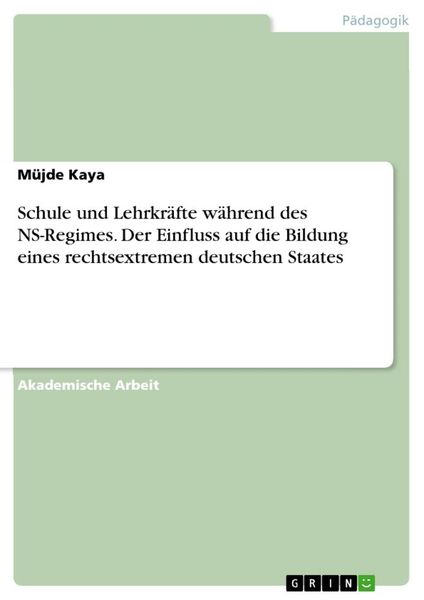 Pädagogik
Müjde Kaya
Schule und Lehrkräfte während des
NS-Regimes. Der Einfluss auf die Bildung
eines rechtsextremen deutschen Staates
Akademische Arbeit
GRIN